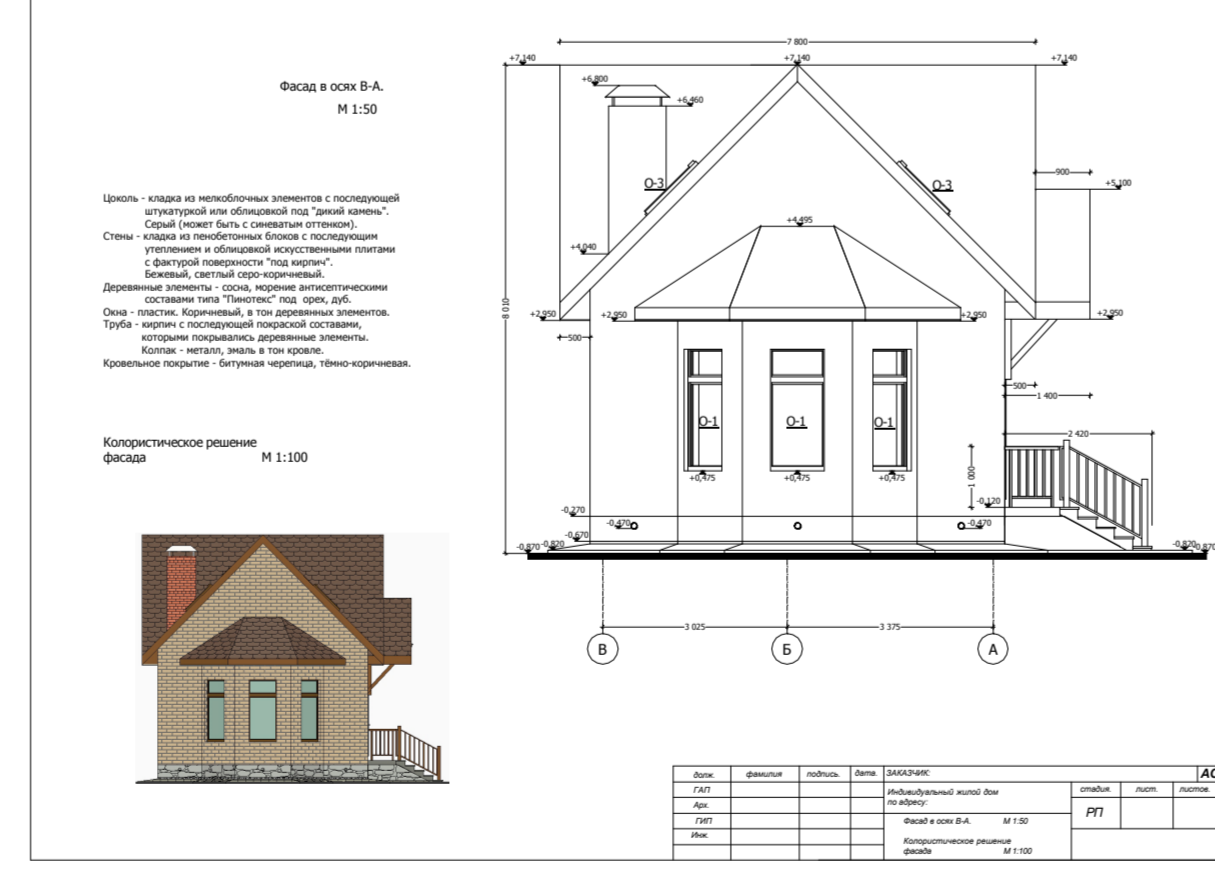 Фасад в осях В-А.
М 1:50
Цоколь - кладка из мелкоблочных элементов с последующей
штукатуркой или облицовкой под "дикий камень".
Серый (может быть с синеватым оттенком).
Стены - кладка из пенобетонных блоков с последующим
утеплением и облицовкой искусственными плитами
с фактурой поверхности "под кирпич".
Бежевый, светлый серо-коричневый.
Деревянные элементы - сосна, морение антисептическими
составами типа "Пинотекс" под орех, дуб.
Окна - пластик. Коричневый, в тон деревянных элементов.
Труба - кирпич с последующей покраской составами,
которыми покрывались деревянные элементы.
Колпак - металл, эмаль в тон кровле.
Кровельное покрытие - битумная черепица, тёмно-коричневая.
Колористическое решение
фасада М 1:100
7 800
+7,140 +7,140 +7,140
+6,800
+6,460
О-3 О-3
900
+5,100
+4,495
+4,040
8 010
+2,950 +2,950 +2,950 +2,950
500
500
1 400
О-1 О-1 О-1
2 420
+0,475 +0,475 +0,475
1 000
-0,120
-0,270
-0,470 -0,470
-0,670
-0,870 -0,820 -0,820 -0,870
3 025 3 375
В Б А
долж. фамилия подпись. дата. ЗАКАЗЧИК: АС
ГАП Индивидуальный жилой дом стадия. лист. листов.
Арх. по адресу:
РП
ГИП Фасад в осях В-А. М 1:50
Инж. Колористическое решение
фасада М 1:100